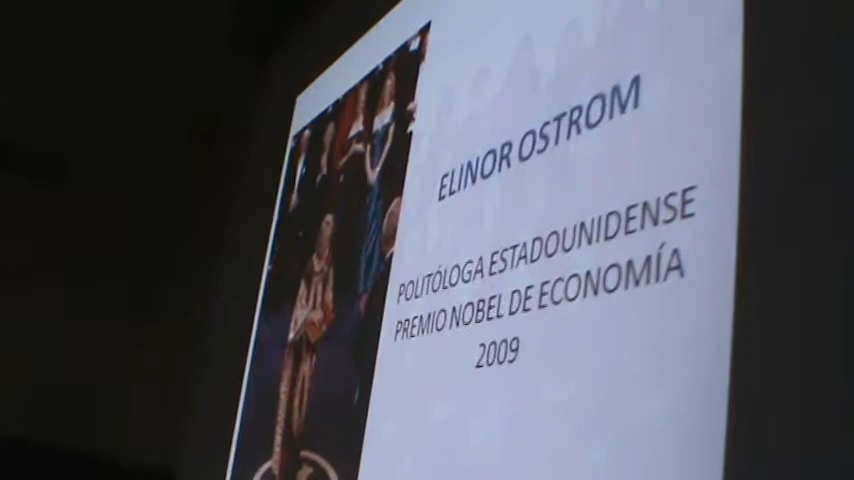 ELINOR OSTROM
POLITÓLOGA ESTADOUNIDENSE
PREMIO NOBEL DE ECONOMÍA
2009